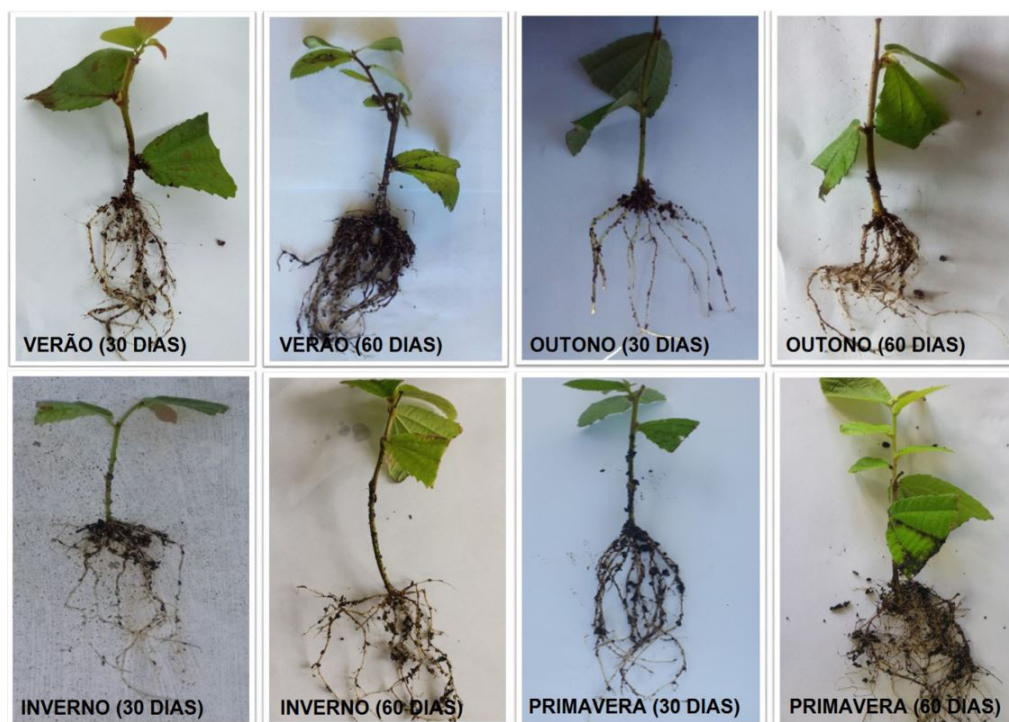 VERÃO (30 DIAS)
VERÃO (60 DIAS)
OUTONO (30 DIAS)
OUTONO (60 DIAS)
INVERNO (30 DIAS)
INVERNO (60 DIAS)
PRIMAVERA (30 DIAS)
PRIMAVERA (60 DIAS)